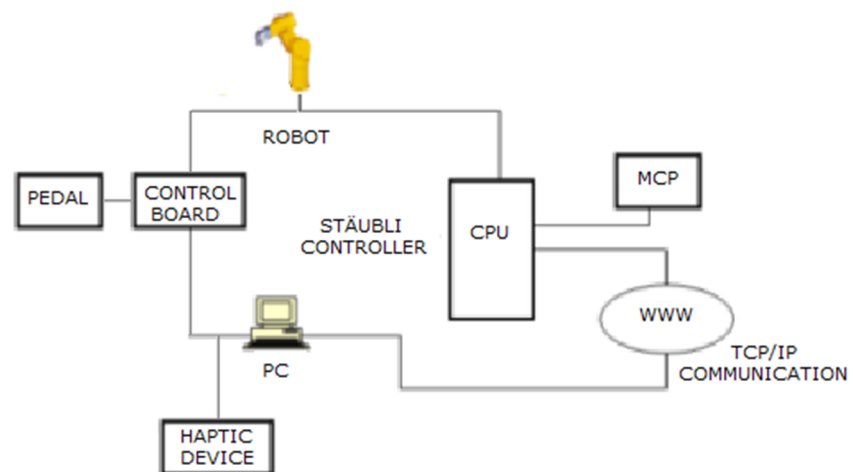 ROBOT
PEDAL
CONTROL
BOARD
STÄUBLI
CONTROLLER
CPU
MCP
WWW
TCP/IP
COMMUNICATION
PC
HAPTIC
DEVICE